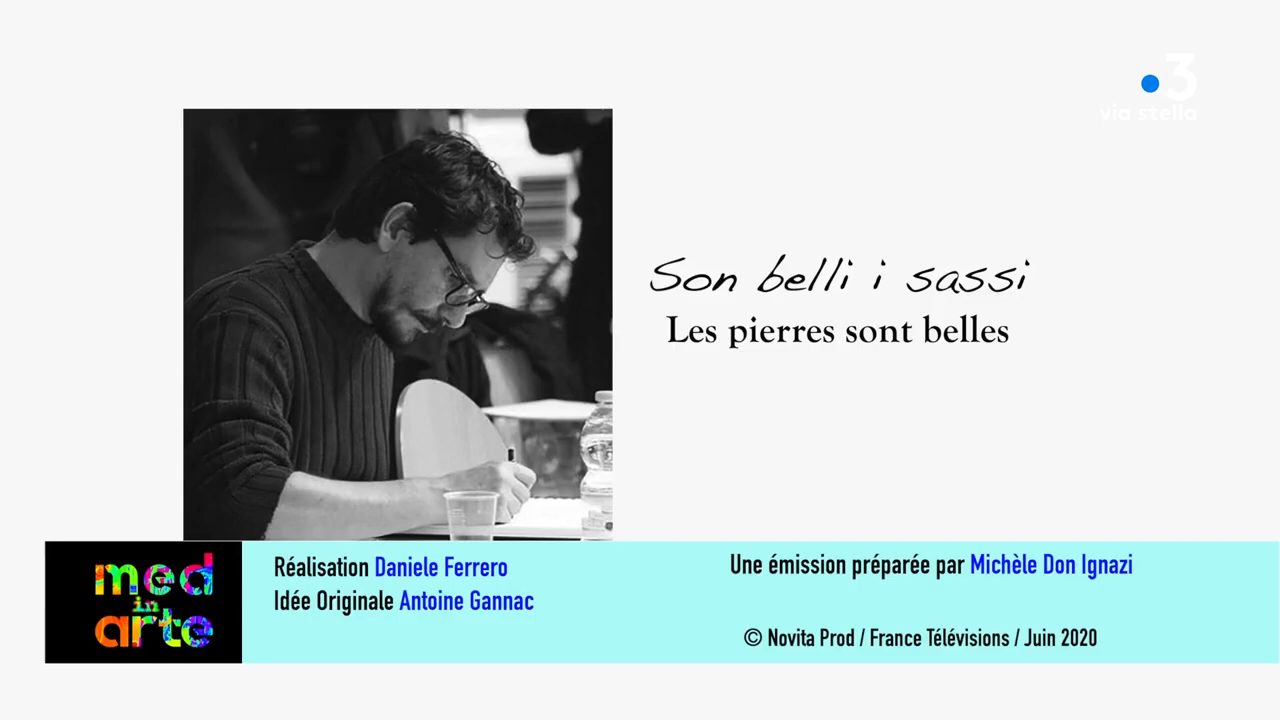 3
via stella
Son belli i sassi
Les pierres sont belles
med
in
arte
Réalisation Daniele Ferrero
Idée Originale Antoine Gannac
Une émission préparée par Michèle Don Ignazi
© Novita Prod / France Télévisions / Juin 2020